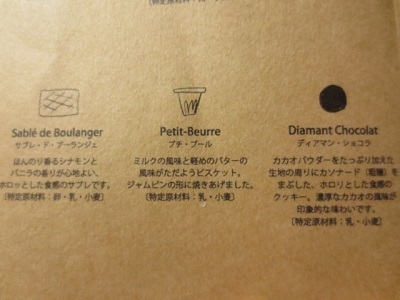 〔特定原材料：乳・小麦〕
Sablé de Boulanger
サブレ・ド・ブーランジェ
ほんのり香るシナモンと
バニラの香りが心地よい、
ホロッとした食感のサブレです。
〔特定原材料：卵・乳・小麦〕
Petit-Beurre
プチ・ブール
ミルクの風味と軽めのバターの
風味がただようビスケット。
ジャムピンの形に焼きあげました。
〔特定原材料：乳・小麦〕
Diamant Chocolat
ディアマン・ショコラ
カカオパウダーをたっぷり加えた
生地の周りにカソナード（粗糖）を
まぶした、ホロリとした食感の
クッキー。濃厚なカカオの風味が
印象的な味わいです。
〔特定原材料：乳・小麦〕